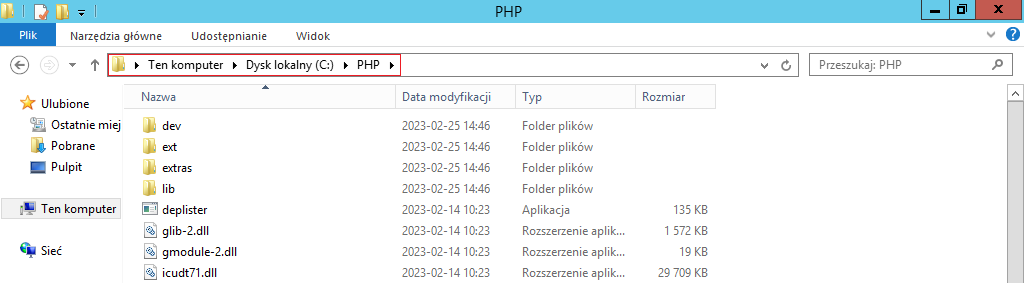 PHP
Plik Narzędzia główne Udostępnianie Widok
Ten komputer Dysk lokalny (C:) PHP Przeszukaj: PHP
Nazwa Data modyfikacji Typ Rozmiar
Ulubione
Ostatnie miej
Pobrane
Pulpit
Ten komputer
Sieć
dev 2023-02-25 14:46 Folder plików
ext 2023-02-25 14:46 Folder plików
extras 2023-02-25 14:46 Folder plików
lib 2023-02-25 14:46 Folder plików
deplister 2023-02-14 10:23 Aplikacja 135 KB
glib-2.dll 2023-02-14 10:23 Rozszerzenie aplik... 1 572 KB
gmodule-2.dll 2023-02-14 10:23 Rozszerzenie aplik... 19 KB
icudt71.dll 2023-02-14 10:23 Rozszerzenie aplik... 29 709 KB